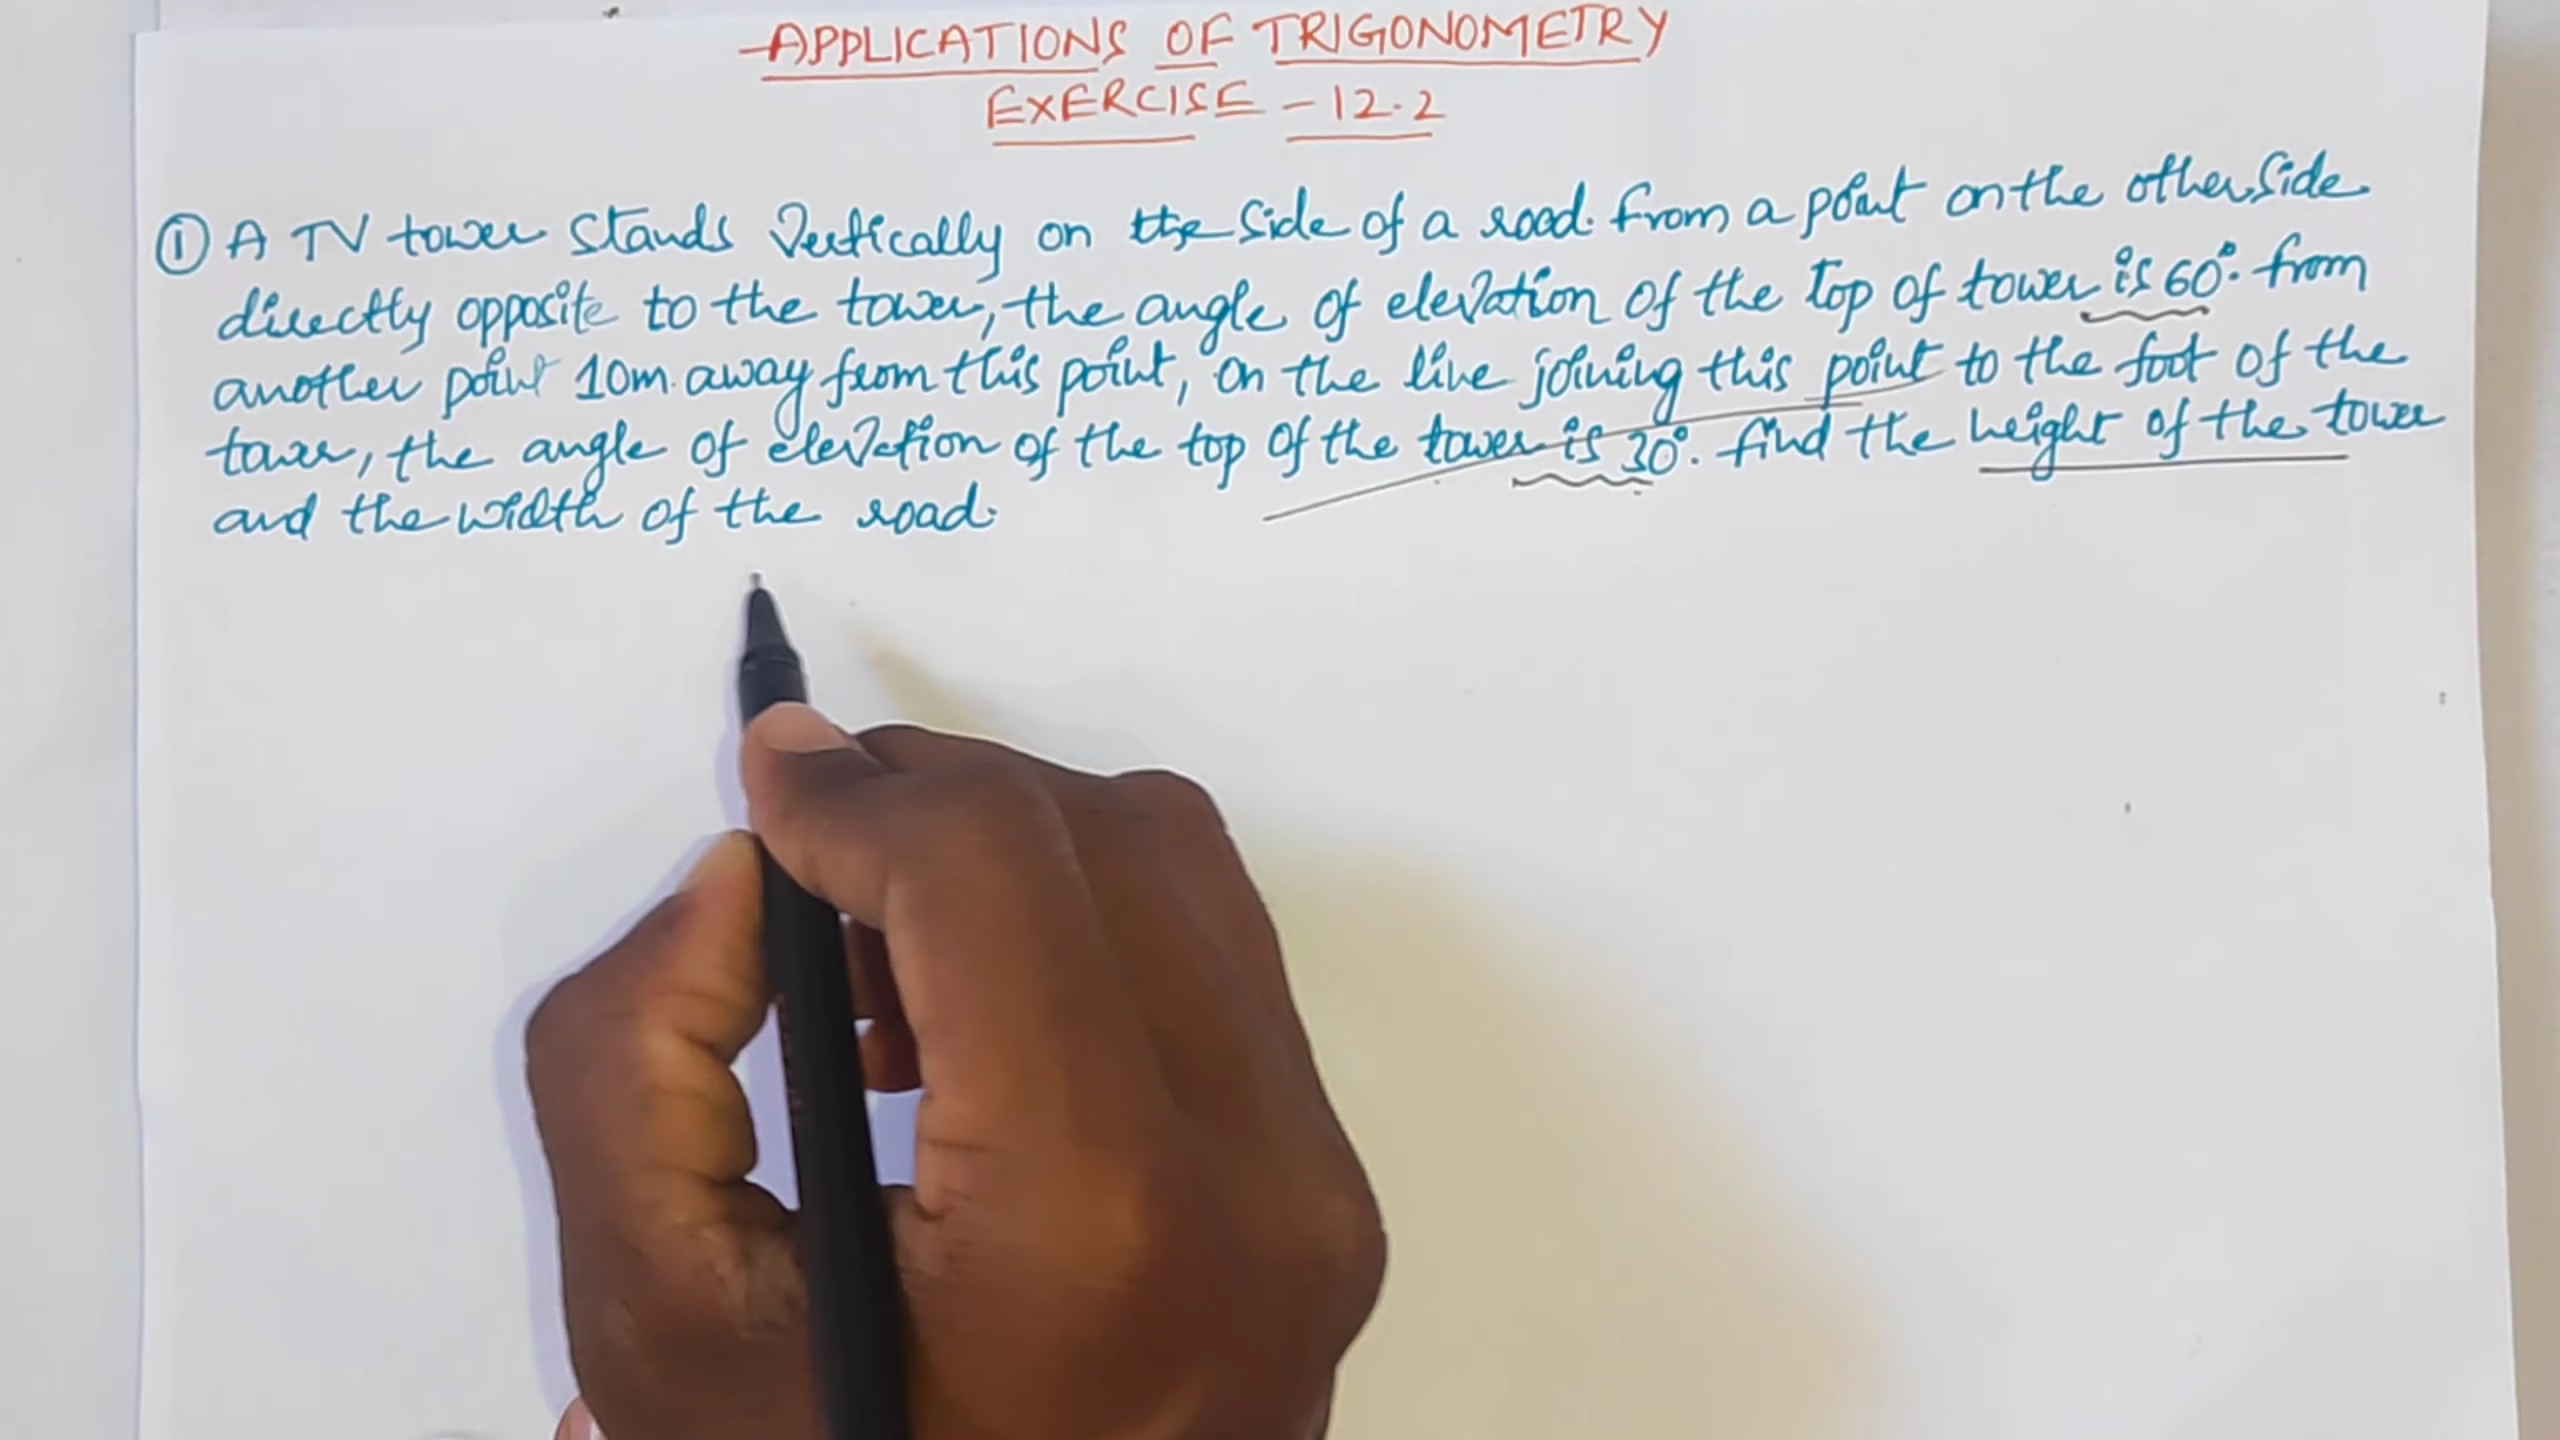 APPLICATIONS OF TRIGONOMETRY
EXERCISE - 12.2
① A TV tower stands Vertically on the Side of a road. from a point on the other side
directly opposite to the tower, the angle of elevation of the top of tower is 60°. from
another point 10m away from this point, on the line joining this point to the foot of the
tower, the angle of elevation of the top of the tower is 30°. find the height of the tower
and the width of the road.